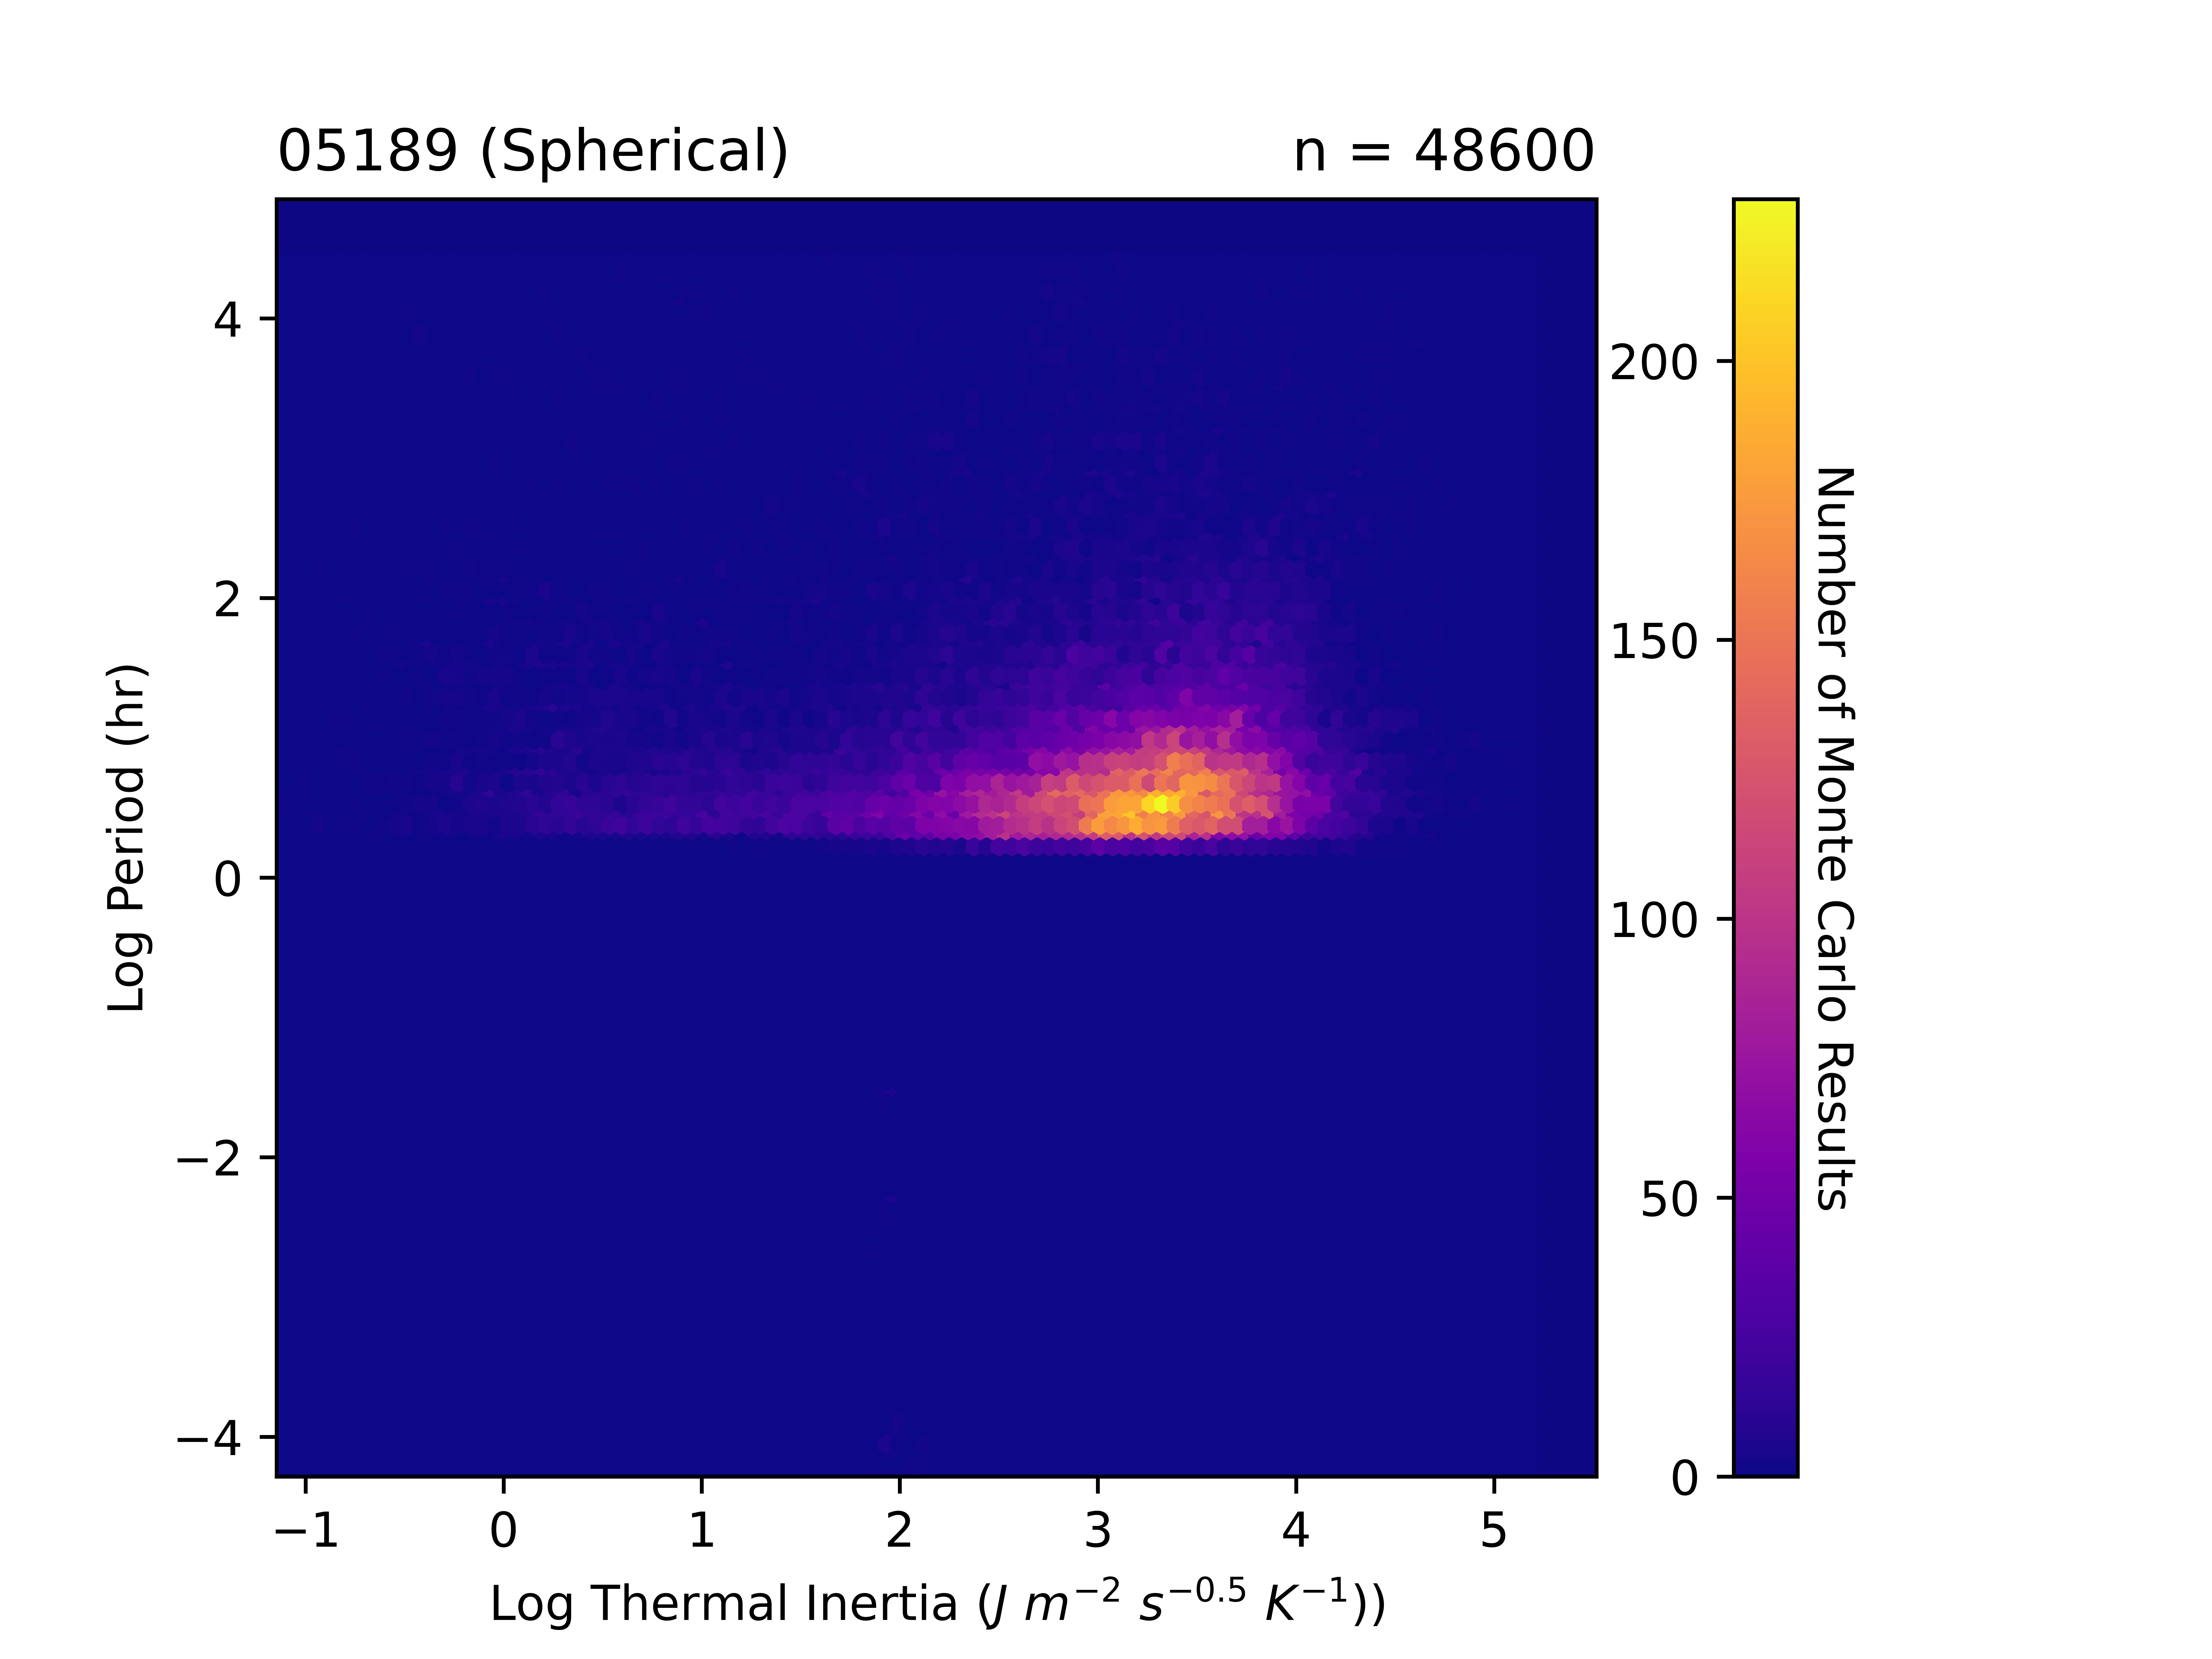 05189 (Spherical)
n = 48600
Log Period (hr)
4
2
0
−2
−4
−1 0 1 2 3 4 5
Log Thermal Inertia (J m⁻² s⁻⁰·⁵ K⁻¹))
200
150
100
50
0
Number of Monte Carlo Results